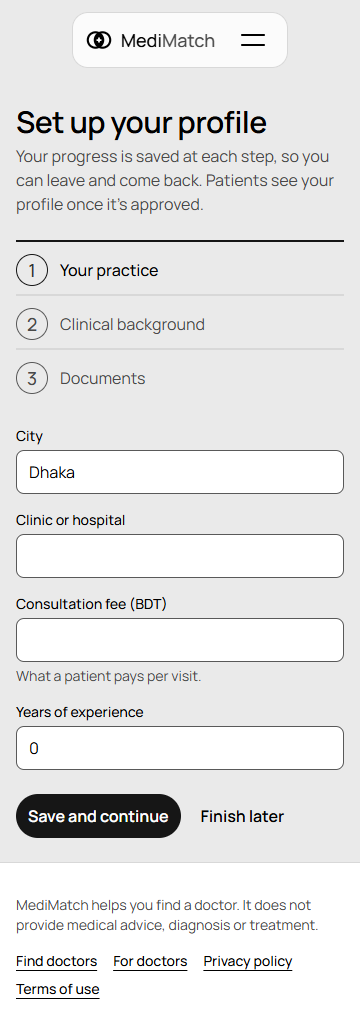 MediMatch
Set up your profile
Your progress is saved at each step, so you
can leave and come back. Patients see your
profile once it's approved.
1 Your practice
2 Clinical background
3 Documents
City
Dhaka
Clinic or hospital
Consultation fee (BDT)
What a patient pays per visit.
Years of experience
0
Save and continue Finish later
MediMatch helps you find a doctor. It does not
provide medical advice, diagnosis or treatment.
Find doctors For doctors Privacy policy
Terms of use